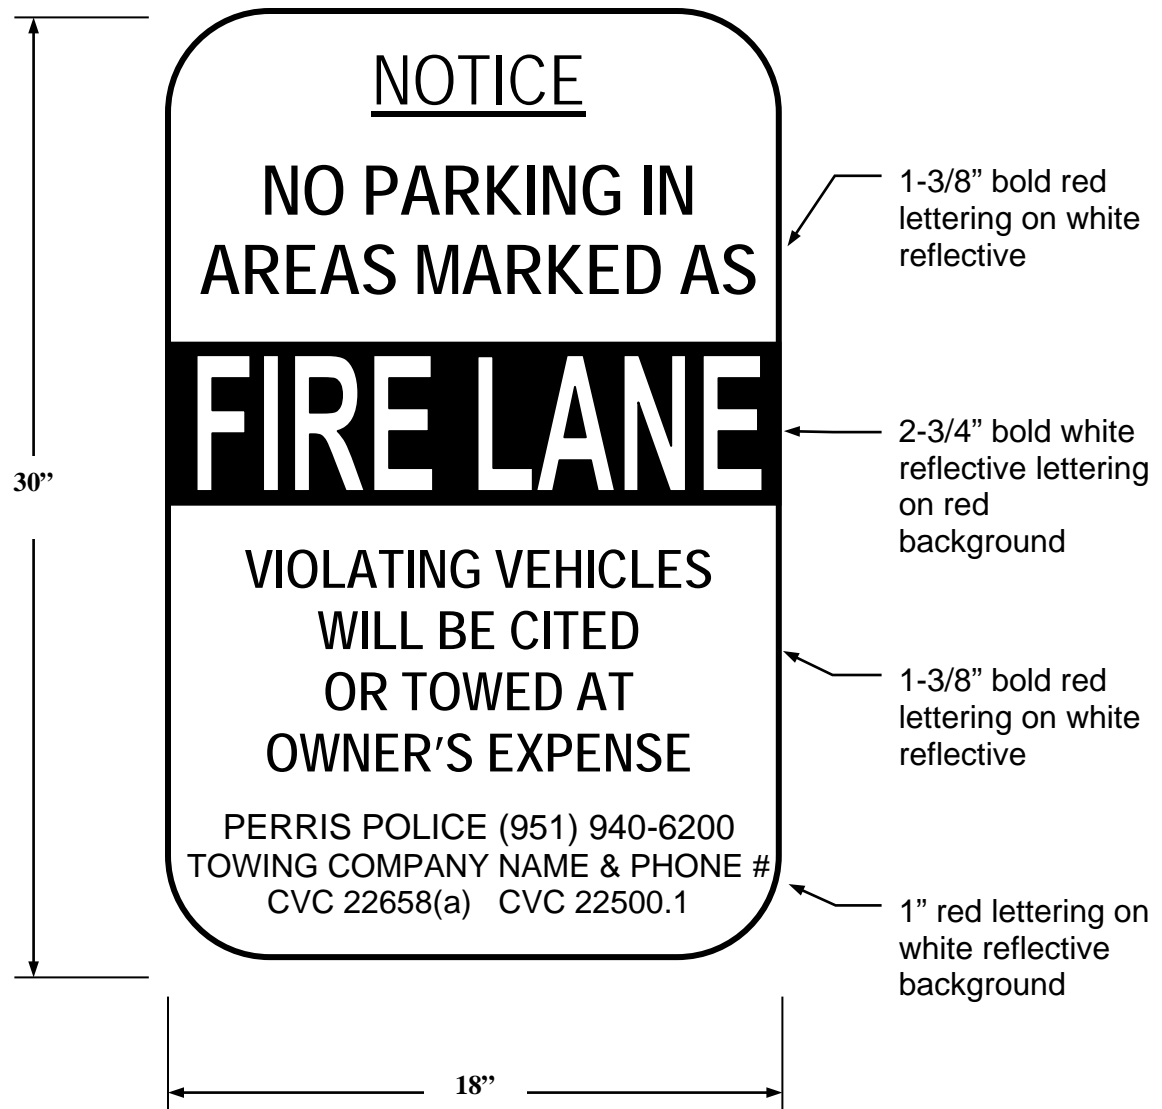 NOTICE
NO PARKING IN
AREAS MARKED AS
FIRE LANE
VIOLATING VEHICLES
WILL BE CITED
OR TOWED AT
OWNER'S EXPENSE
PERRIS POLICE (951) 940-6200
TOWING COMPANY NAME & PHONE #
CVC 22658(a) CVC 22500.1
30”
18”
1-3/8” bold red
lettering on white
reflective
2-3/4” bold white
reflective lettering
on red
background
1-3/8” bold red
lettering on white
reflective
1” red lettering on
white reflective
background